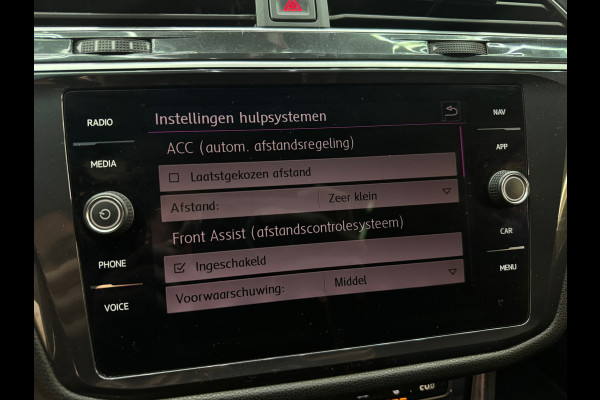 RADIO
MEDIA
PHONE
VOICE
Instellingen hulpsystemen
ACC (autom. afstandsregeling)
Laatstgekozen afstand
Afstand: Zeer klein
Front Assist (afstandscontrolesysteem)
Ingeschakeld
Voorwaarschuwing: Middel
NAV
APP
CAR
MENU